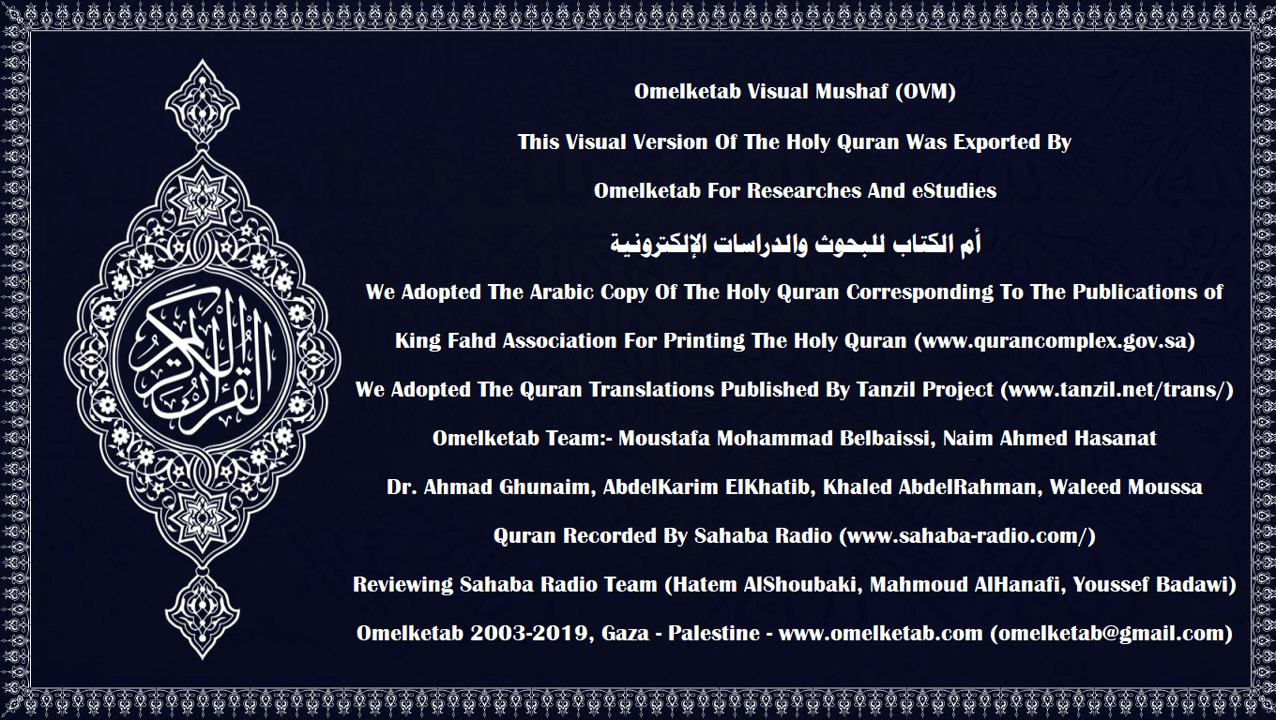 Omelketab Visual Mushaf (OVM)
This Visual Version Of The Holy Quran Was Exported By
Omelketab For Researches And eStudies
أم الكتاب للبحوث والدراسات الإلكترونية
We Adopted The Arabic Copy Of The Holy Quran Corresponding To The Publications of
King Fahd Association For Printing The Holy Quran (www.qurancomplex.gov.sa)
We Adopted The Quran Translations Published By Tanzil Project (www.tanzil.net/trans/)
Omelketab Team:- Moustafa Mohammad Belbaissi, Naim Ahmed Hasanat
Dr. Ahmad Ghunaim, AbdelKarim ElKhatib, Khaled AbdelRahman, Waleed Moussa
Quran Recorded By Sahaba Radio (www.sahaba-radio.com/)
Reviewing Sahaba Radio Team (Hatem AlShoubaki, Mahmoud AlHanafi, Youssef Badawi)
Omelketab 2003-2019, Gaza - Palestine - www.omelketab.com (omelketab@gmail.com)
القرآن الكريم